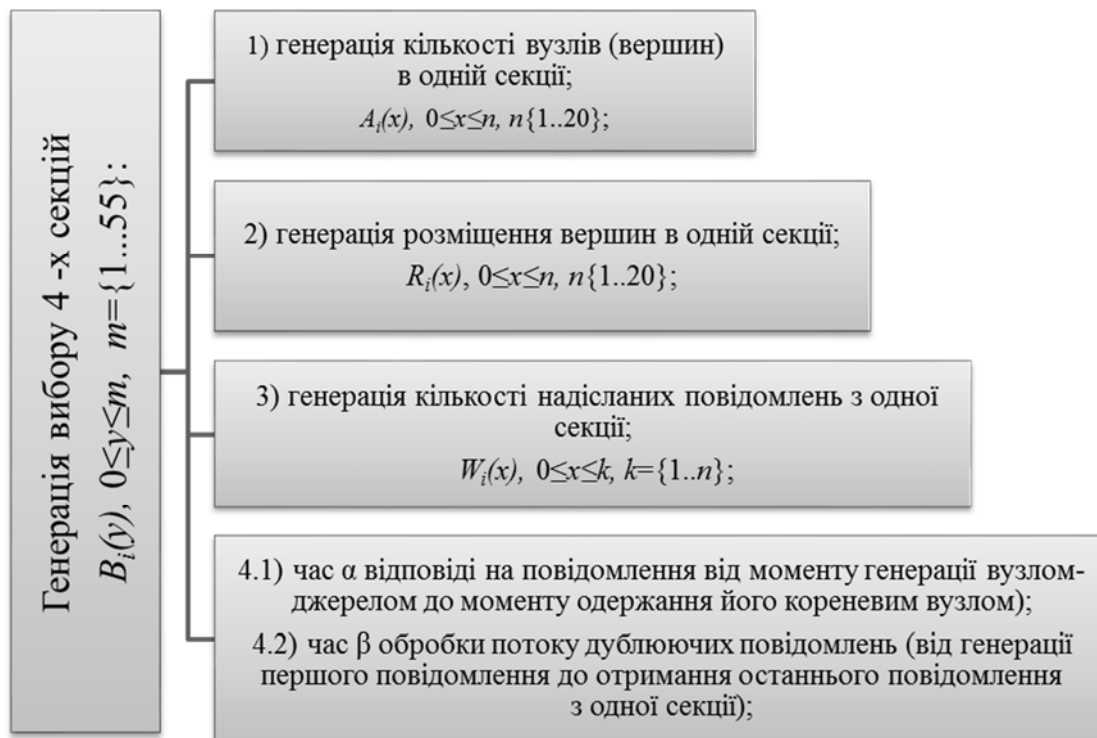 Генерація вибору 4 -х секцій
Bᵢ(y), 0≤y≤m, m={1...55}:
1) генерація кількості вузлів (вершин)
в одній секції;
Aᵢ(x), 0≤x≤n, n{1..20};
2) генерація розміщення вершин в одній секції;
Rᵢ(x), 0≤x≤n, n{1..20};
3) генерація кількості надісланих повідомлень з одної
секції;
Wᵢ(x), 0≤x≤k, k={1..n};
4.1) час α відповіді на повідомлення від моменту генерації вузлом-
джерелом до моменту одержання його кореневим вузлом);
4.2) час β обробки потоку дублюючих повідомлень (від генерації
першого повідомлення до отримання останнього повідомлення
з одної секції);